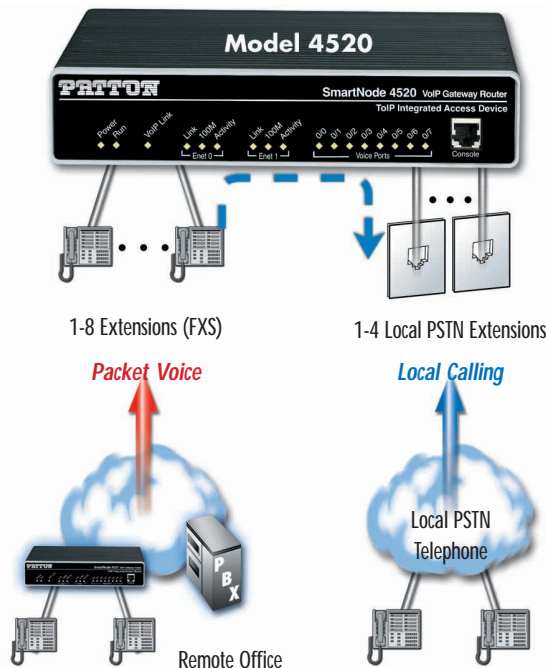 Model 4520
PATTON
SmartNode 4520 VoIP Gateway Router
ToIP Integrated Access Device
Power
Run
VoIP Link
Link
100M
Activity
Enet 0
Link
100M
Activity
Enet 1
0/0
0/1
0/2
0/3
0/4
0/5
0/6
0/7
Voice Ports
Console
1-8 Extensions (FXS)
1-4 Local PSTN Extensions
Packet Voice
Local Calling
Local PSTN
Telephone
PATTON
PBX
Remote Office